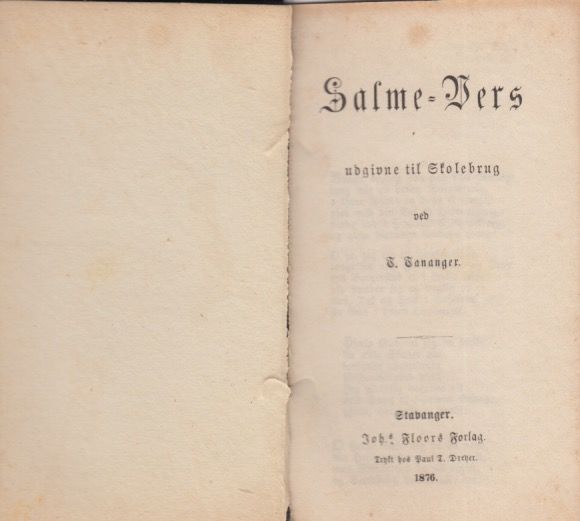 Salme-Vers
udgivne til Skolebrug
ved
T. Tananger.
Stavanger.
Joh.s Floors Forlag.
Trykt hos Paul T. Dreyer.
1876.